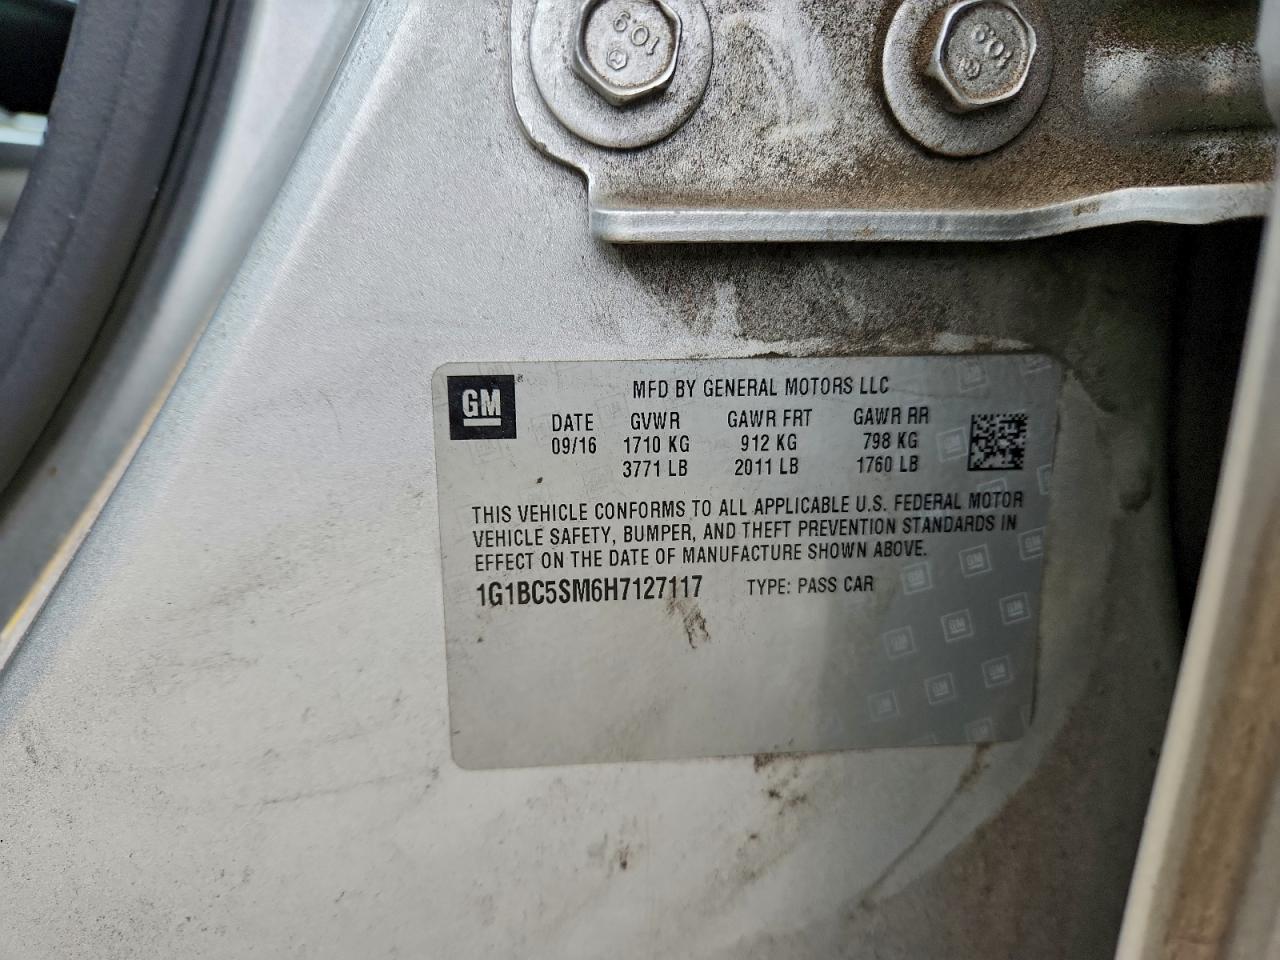 10.9
10.9
GM
MFD BY GENERAL MOTORS LLC
DATE GVWR GAWR FRT GAWR RR
09/16 1710 KG 912 KG 798 KG
3771 LB 2011 LB 1760 LB
THIS VEHICLE CONFORMS TO ALL APPLICABLE U.S. FEDERAL MOTOR
VEHICLE SAFETY, BUMPER, AND THEFT PREVENTION STANDARDS IN
EFFECT ON THE DATE OF MANUFACTURE SHOWN ABOVE.
1G1BC5SM6H7127117 TYPE: PASS CAR